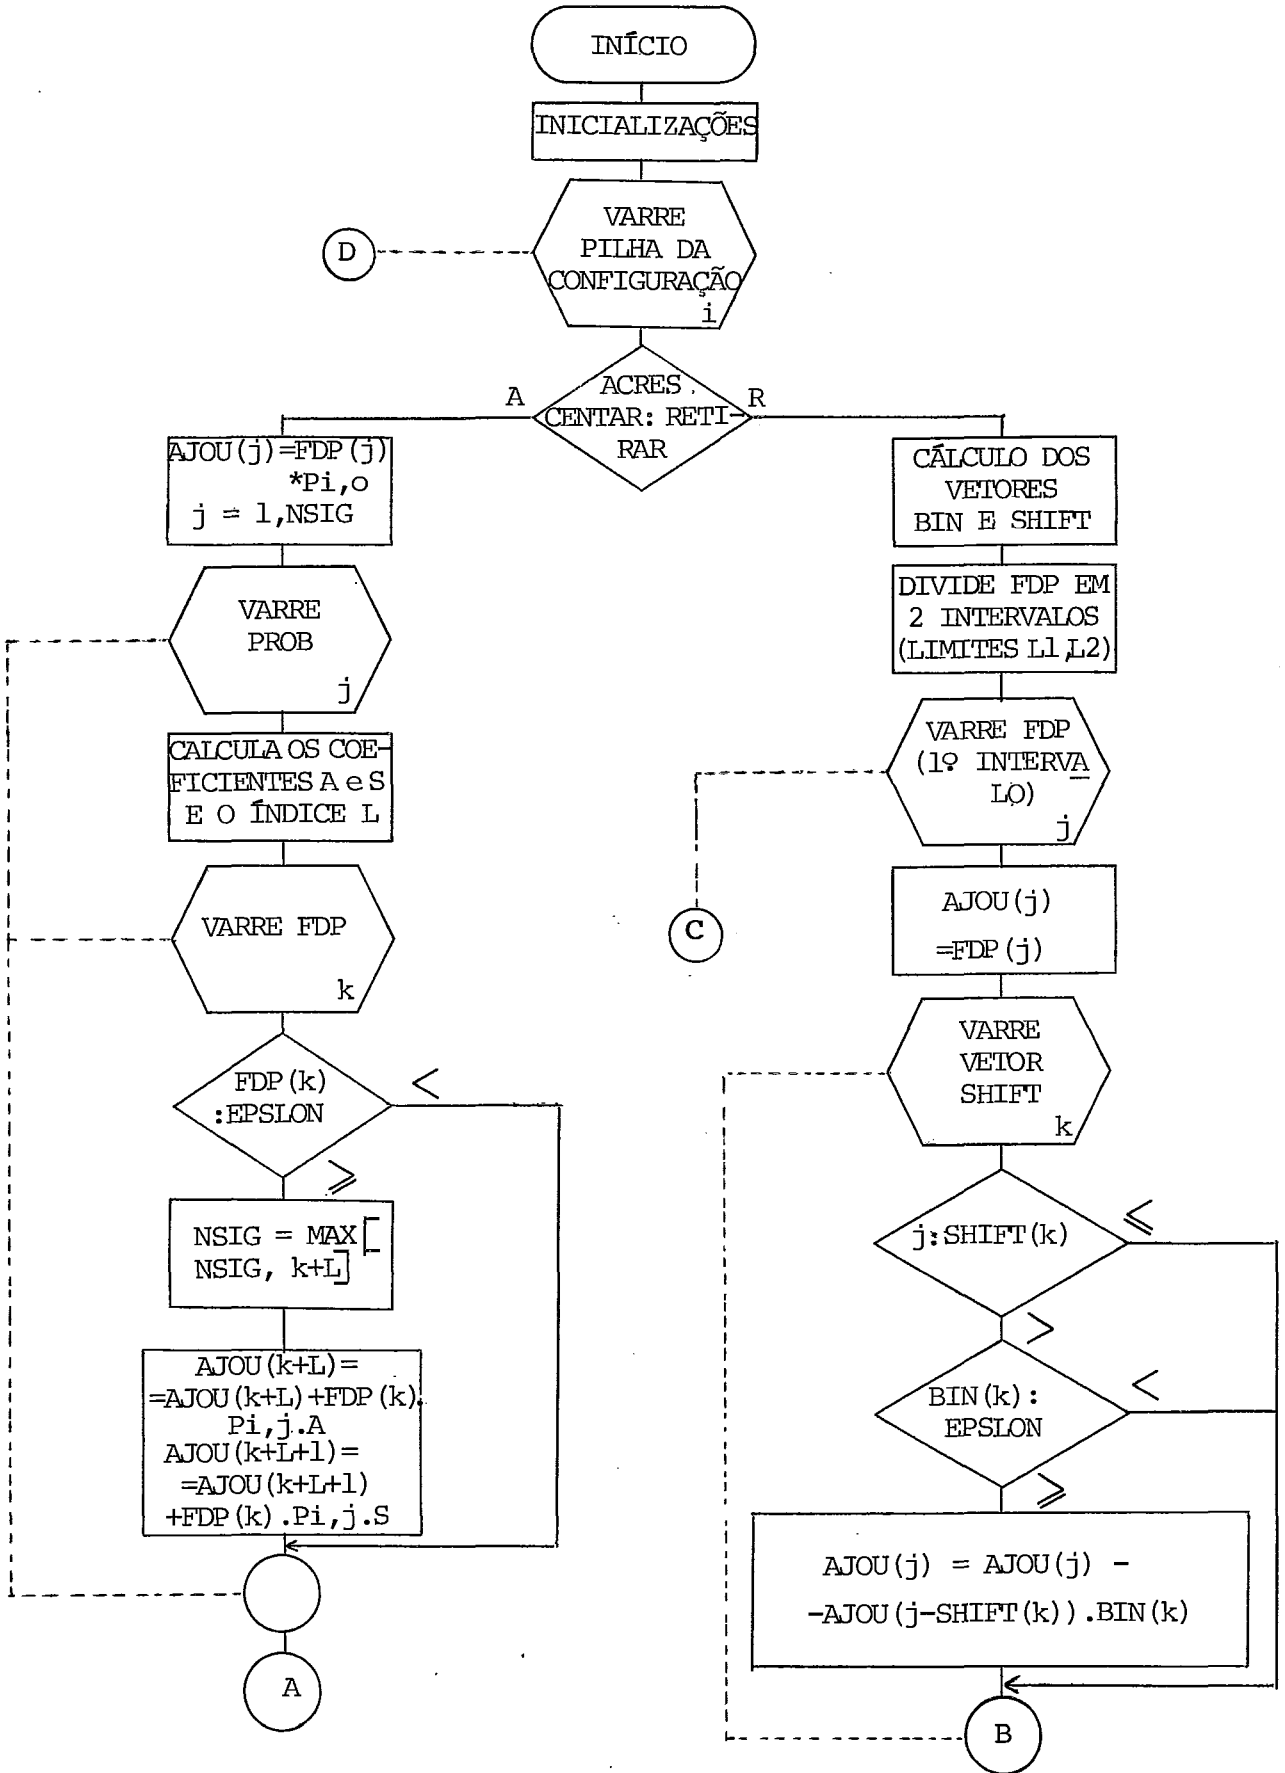 INÍCIO
INICIALIZAÇÕES
VARRE
PILHA DA
CONFIGURAÇÃO
i
D
ACRES
CENTAR: RETI-
RAR
A
R
AJOU(j)=FDP(j)
*Pi,o
j = 1,NSIG
VARRE
PROB
j
CALCULA OS COE-
FICIENTES A e S
E O ÍNDICE L
VARRE FDP
k
FDP(k)
:EPSLON
<
⩾
NSIG = MAX[
NSIG, k+L]
AJOU(k+L)=
=AJOU(k+L)+FDP(k).
Pi,j.A
AJOU(k+L+1)=
=AJOU(k+L+1)
+FDP(k).Pi,j.S
A
CÁLCULO DOS
VETORES
BIN E SHIFT
DIVIDE FDP EM
2 INTERVALOS
(LIMITES L1,L2)
VARRE FDP
(1º INTERVA
LO)
j
C
AJOU(j)
=FDP(j)
VARRE
VETOR
SHIFT
k
j:SHIFT(k)
⩽
>
BIN(k):
EPSLON
<
⩾
AJOU(j) = AJOU(j) -
-AJOU(j-SHIFT(k)).BIN(k)
B